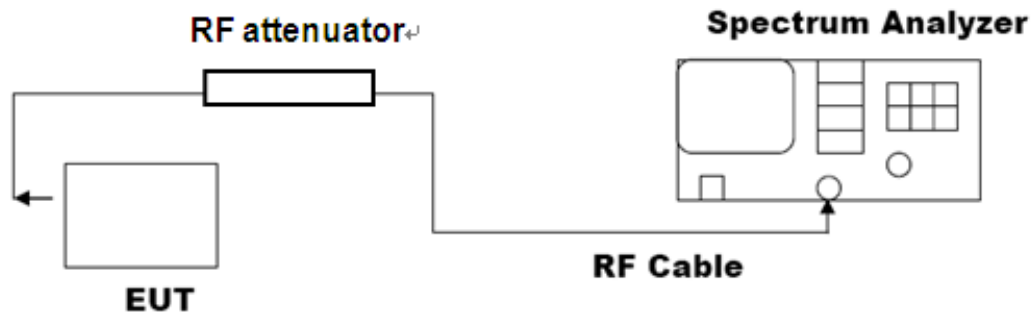 RF attenuator↵
Spectrum Analyzer
RF Cable
EUT